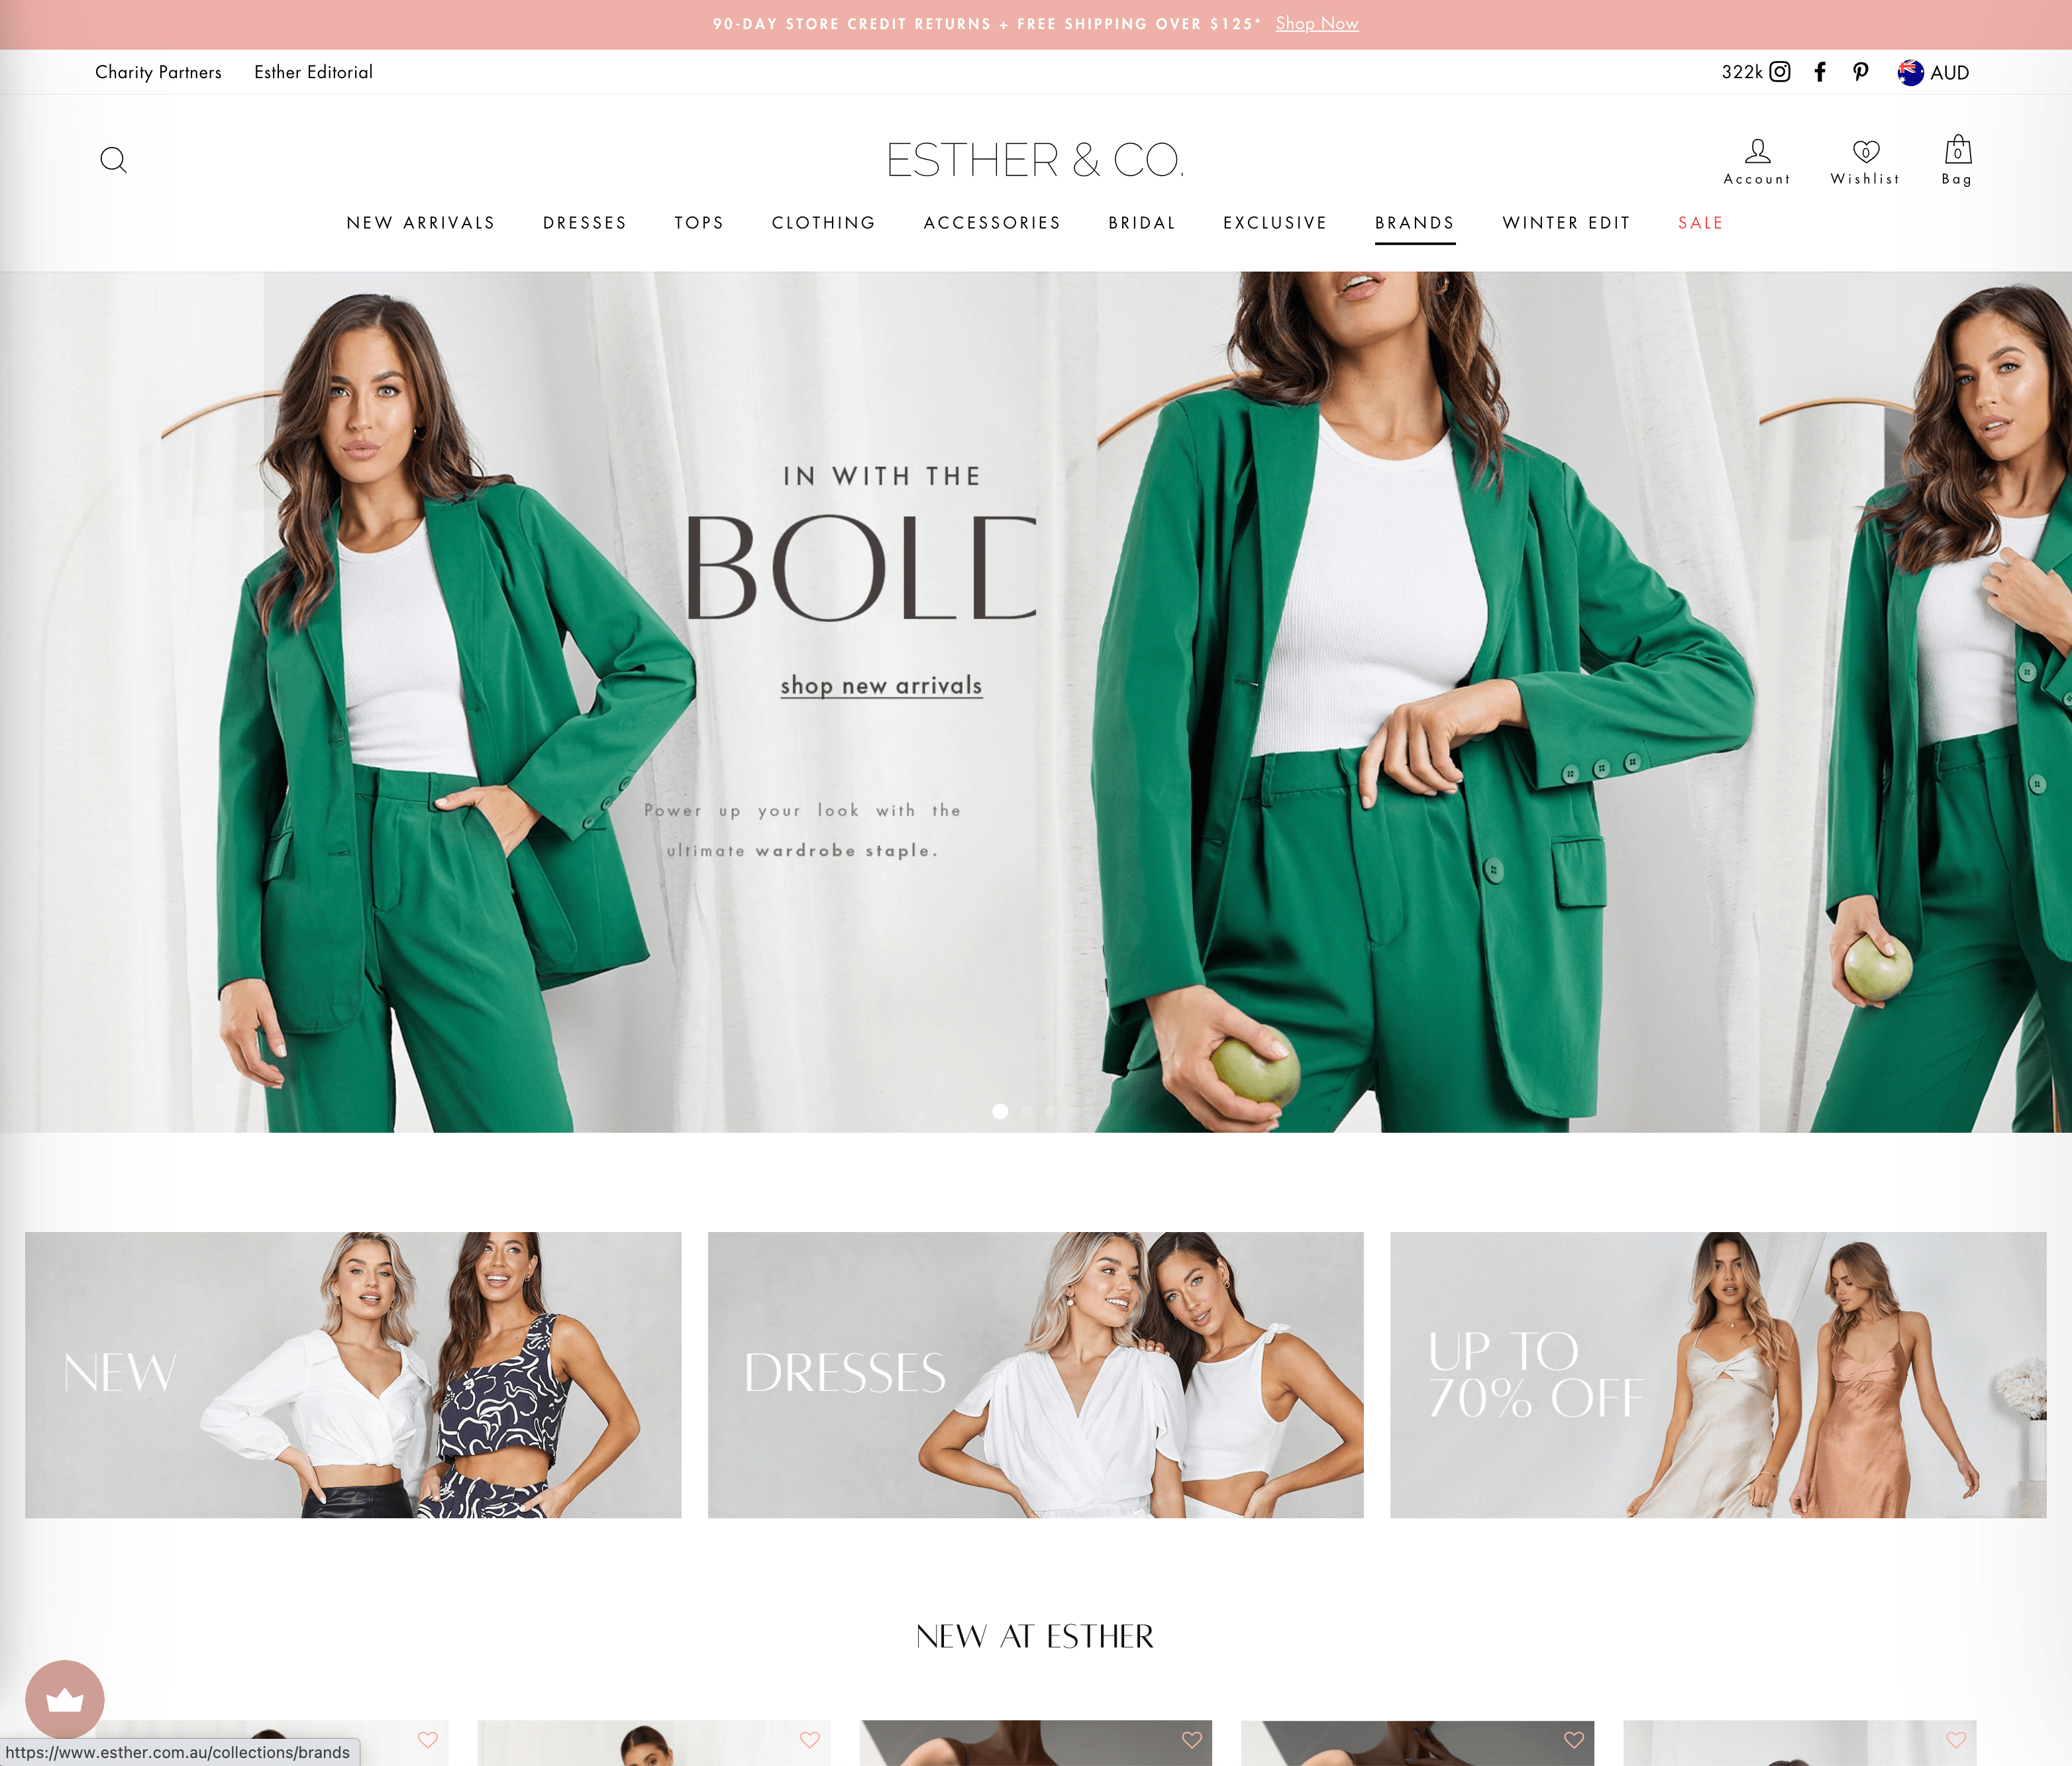 90-DAY STORE CREDIT RETURNS + FREE SHIPPING OVER $125* Shop Now
Charity Partners Esther Editorial 322k AUD
ESTHER & CO.
Account 0 Wishlist 0 Bag
NEW ARRIVALS DRESSES TOPS CLOTHING ACCESSORIES BRIDAL EXCLUSIVE BRANDS WINTER EDIT SALE
IN WITH THE
BOLD
shop new arrivals
Power up your look with the
ultimate wardrobe staple.
NEW
DRESSES
UP TO
70% OFF
NEW AT ESTHER
https://www.esther.com.au/collections/brands